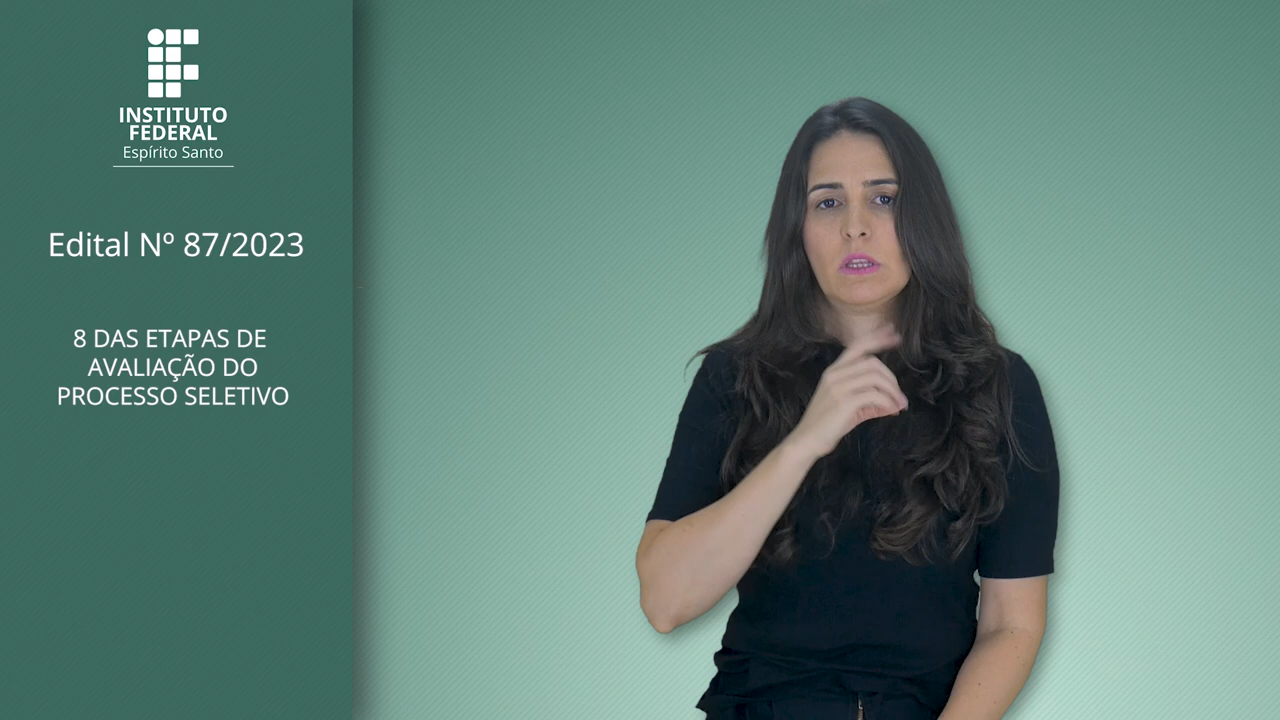 INSTITUTO
FEDERAL
Espírito Santo
Edital Nº 87/2023
8 DAS ETAPAS DE
AVALIAÇÃO DO
PROCESSO SELETIVO